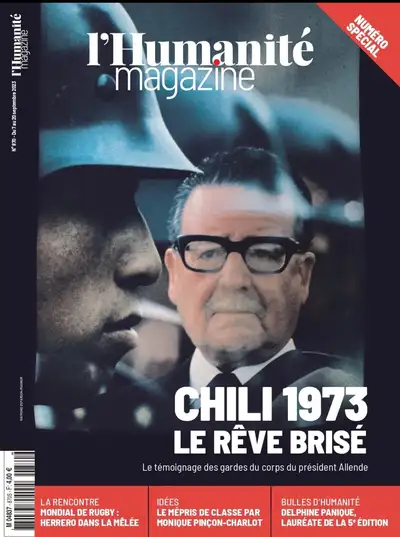 l'Humanité
magazine
NUMÉRO
SPÉCIAL
l'Humanité
magazine
CHILI 1973
LE RÊVE BRISÉ
Le témoignage des gardes du corps du président Allende
LA RENCONTRE
MONDIAL DE RUGBY :
HERRERO DANS LA MÊLÉE
IDÉES
LE MÉPRIS DE CLASSE PAR
MONIQUE PINÇON-CHARLOT
BULLES D'HUMANITÉ
DELPHINE PANIQUE,
LAURÉATE DE LA 5e ÉDITION